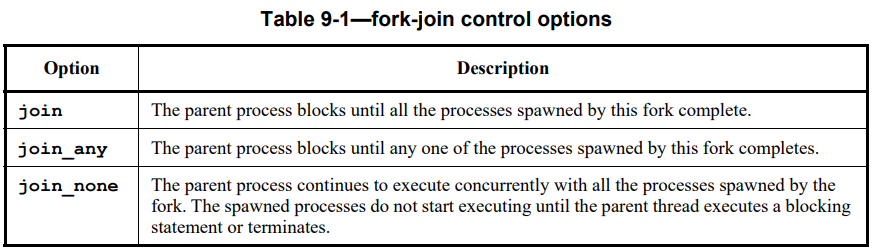 Table 9-1—fork-join control options
Option Description
join The parent process blocks until all the processes spawned by this fork complete.
join_any The parent process blocks until any one of the processes spawned by this fork completes.
join_none The parent process continues to execute concurrently with all the processes spawned by the
fork. The spawned processes do not start executing until the parent thread executes a blocking
statement or terminates.